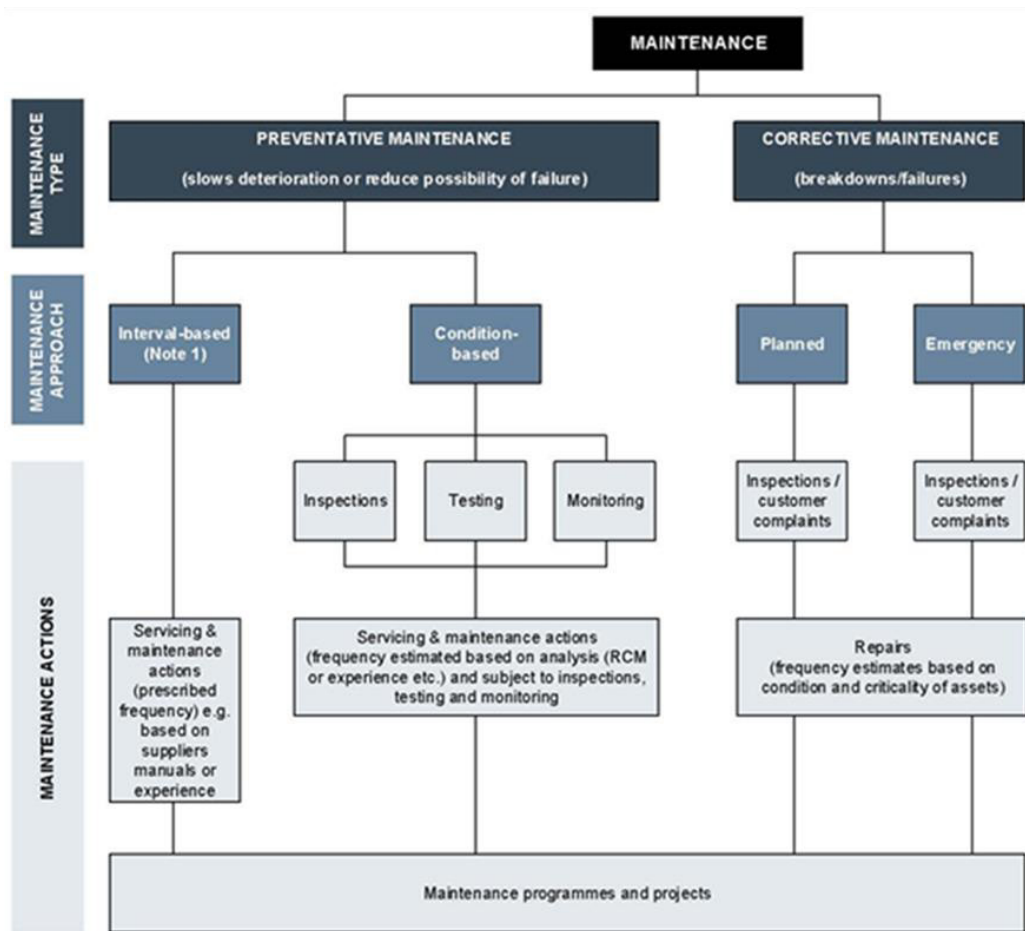 MAINTENANCE
MAINTENANCE
TYPE
PREVENTATIVE MAINTENANCE
(slows deterioration or reduce possibility of failure)
CORRECTIVE MAINTENANCE
(breakdowns/failures)
MAINTENANCE
APPROACH
Interval-based
(Note 1)
Condition-
based
Planned
Emergency
MAINTENANCE ACTIONS
Inspections
Testing
Monitoring
Inspections /
customer
complaints
Inspections /
customer
complaints
Servicing &
maintenance
actions
(prescribed
frequency) e.g.
based on
suppliers
manuals or
experience
Servicing & maintenance actions
(frequency estimated based on analysis (RCM
or experience etc.) and subject to inspections,
testing and monitoring
Repairs
(frequency estimates based on
condition and criticality of assets)
Maintenance programmes and projects